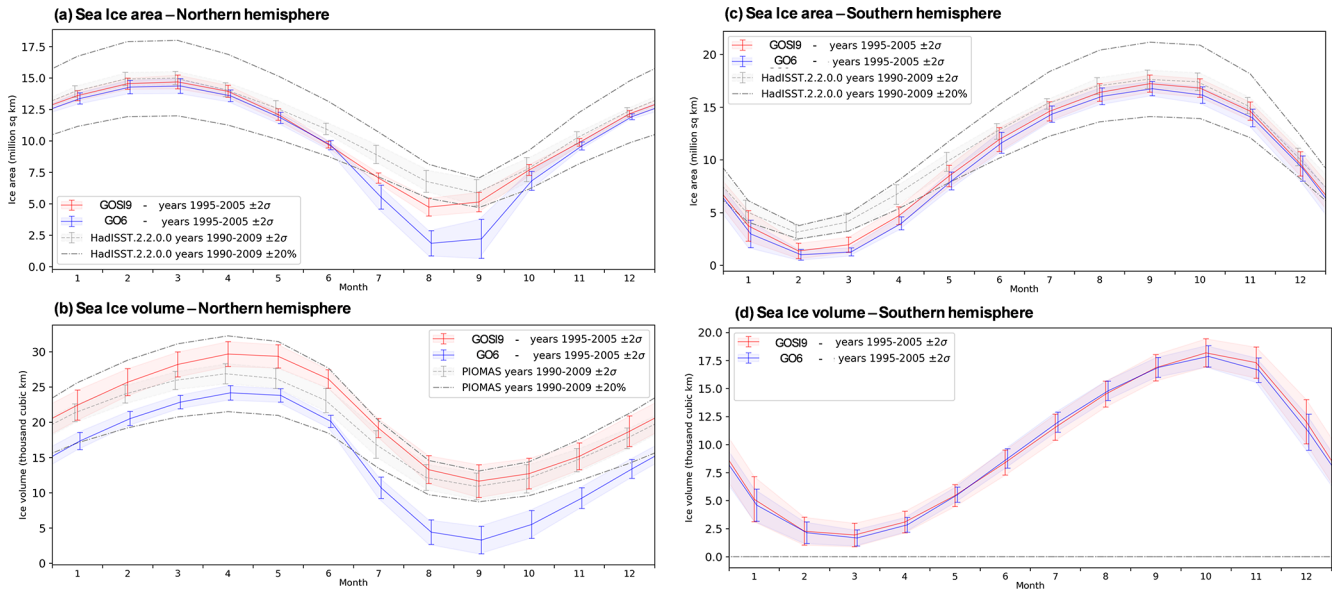 (a) Sea Ice area – Northern hemisphere
17.5
15.0
12.5
10.0
7.5
5.0
2.5
0.0
Ice area (million sq km)
GOSI9 - years 1995-2005 ±2σ
GO6 - years 1995-2005 ±2σ
HadISST.2.2.0.0 years 1990-2009 ±2σ
HadISST.2.2.0.0 years 1990-2009 ±20%
1 2 3 4 5 6 7 8 9 10 11 12
Month
(b) Sea Ice volume – Northern hemisphere
30
25
20
15
10
5
0
Ice volume (thousand cubic km)
GOSI9 - years 1995-2005 ±2σ
GO6 - years 1995-2005 ±2σ
PIOMAS years 1990-2009 ±2σ
PIOMAS years 1990-2009 ±20%
1 2 3 4 5 6 7 8 9 10 11 12
Month
(c) Sea Ice area – Southern hemisphere
20
15
10
5
0
Ice area (million sq km)
GOSI9 - years 1995-2005 ±2σ
GO6 - years 1995-2005 ±2σ
HadISST.2.2.0.0 years 1990-2009 ±2σ
HadISST.2.2.0.0 years 1990-2009 ±20%
1 2 3 4 5 6 7 8 9 10 11 12
Month
(d) Sea Ice volume – Southern hemisphere
20.0
17.5
15.0
12.5
10.0
7.5
5.0
2.5
0.0
Ice volume (thousand cubic km)
GOSI9 - years 1995-2005 ±2σ
GO6 - years 1995-2005 ±2σ
1 2 3 4 5 6 7 8 9 10 11 12
Month